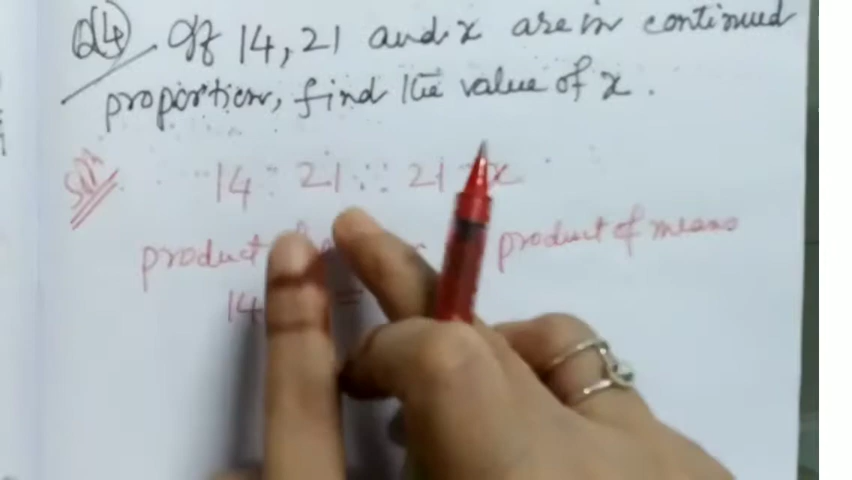 Q4 If 14, 21 and x are in continued
proportion, find the value of x.
Soln 14 : 21 :: 21 x
product product of means
14 =